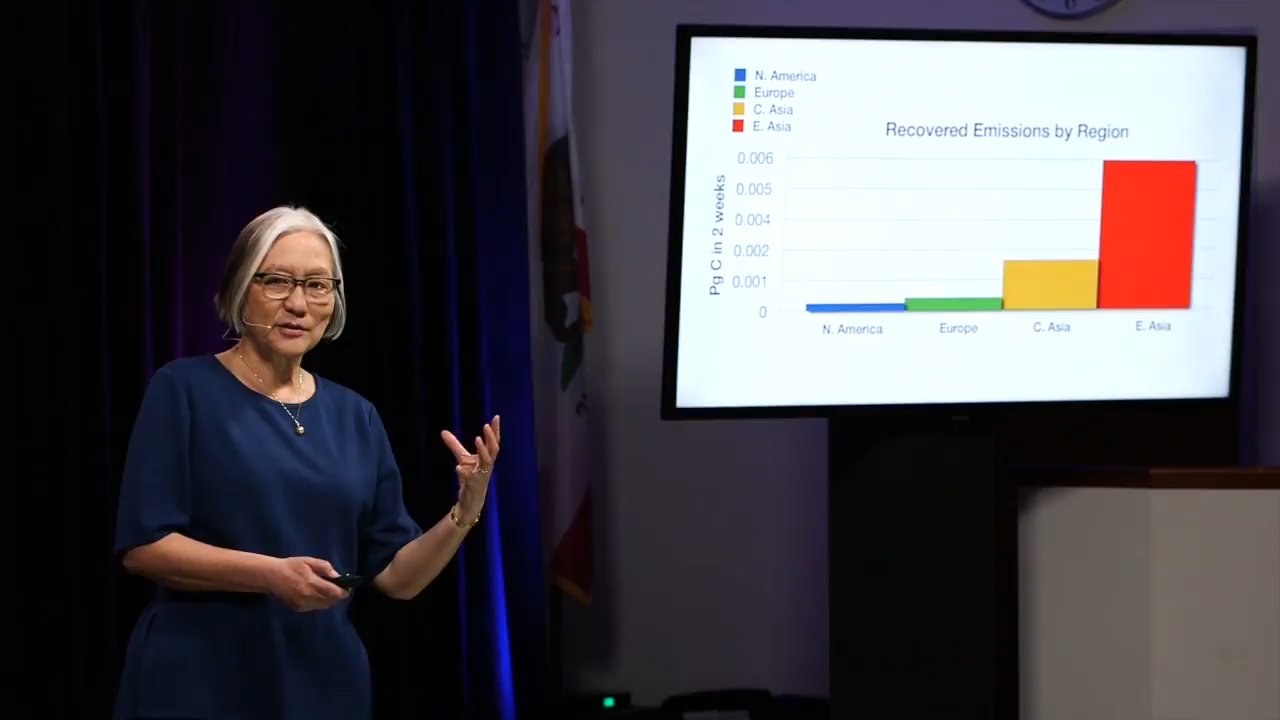 N. America
Europe
C. Asia
E. Asia
Recovered Emissions by Region
0.006
0.005
0.004
0.002
0.001
0
Pg C in 2 weeks
N. America
Europe
C. Asia
E. Asia